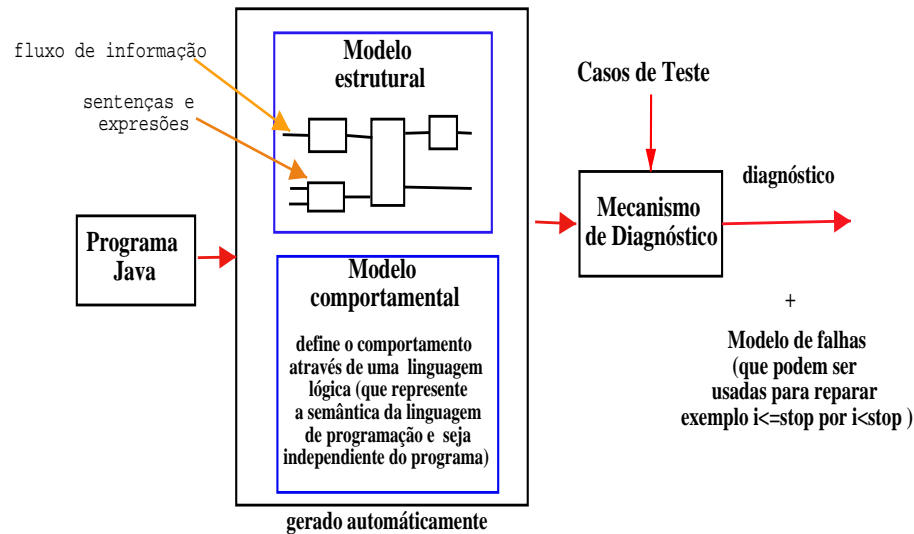 fluxo de informação
sentenças e
expresões
Modelo
estrutural
Programa
Java
Modelo
comportamental
define o comportamento
através de uma linguagem
lógica (que represente
a semântica da linguagem
de programação e seja
independente do programa)
gerado automáticamente
Casos de Teste
Mecanismo
de Diagnóstico
diagnóstico
+
Modelo de falhas
(que podem ser
usadas para reparar
exemplo i<=stop por i<stop )